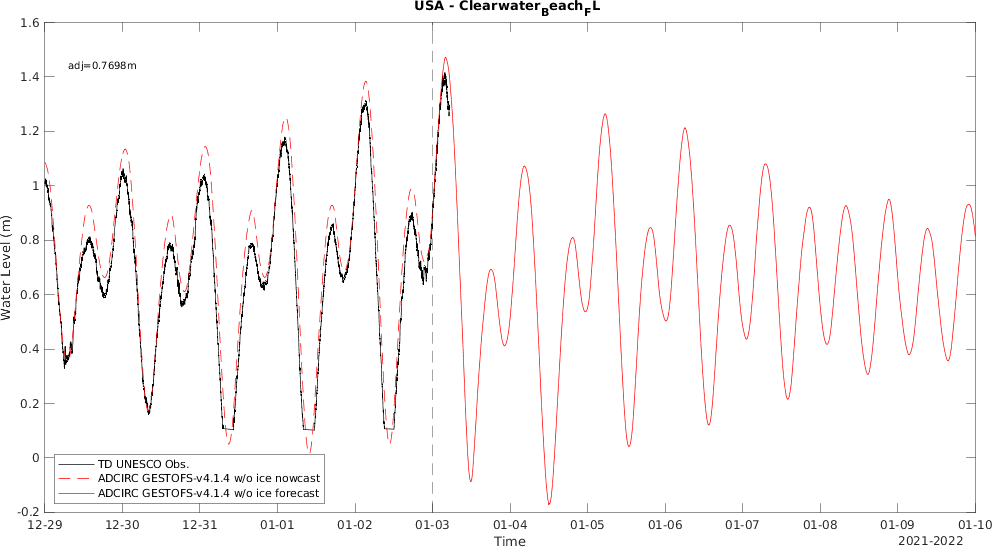 USA - Clearwater_Beach_FL
1.6
1.4
1.2
1
0.8
0.6
0.4
0.2
0
-0.2
Water Level (m)
adj=0.7698m
TD UNESCO Obs.
ADCIRC GESTOFS-v4.1.4 w/o ice nowcast
ADCIRC GESTOFS-v4.1.4 w/o ice forecast
12-29 12-30 12-31 01-01 01-02 01-03 01-04 01-05 01-06 01-07 01-08 01-09 01-10
Time
2021-2022